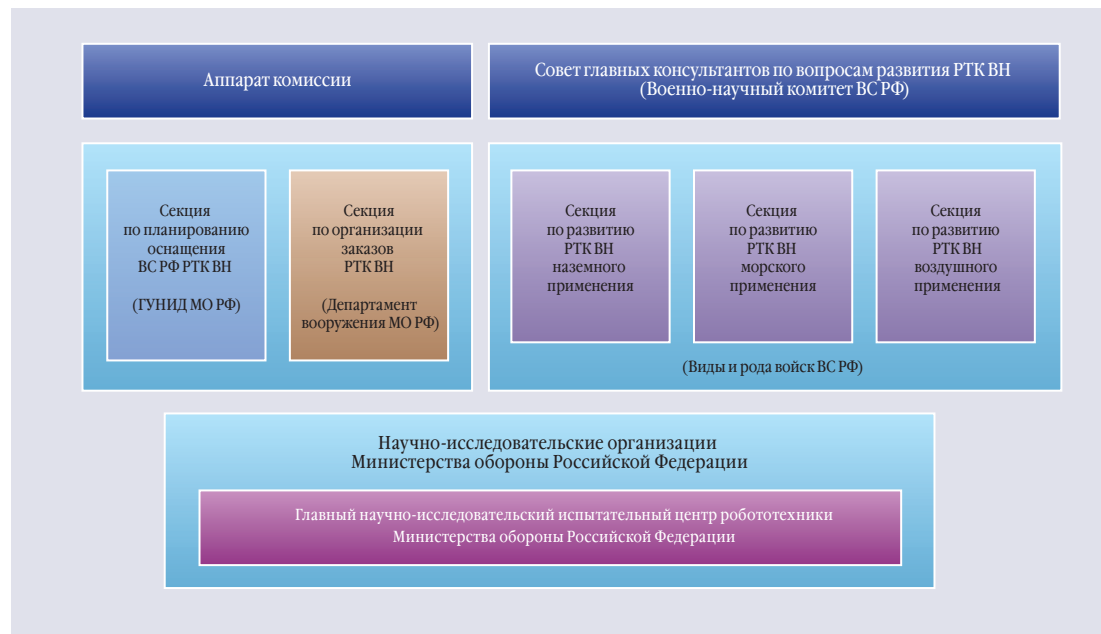 Аппарат комиссии
Совет главных консультантов по вопросам развития РТК ВН
(Военно-научный комитет ВС РФ)
Секция
по планированию
оснащения
ВС РФ РТК ВН
(ГУНИД МО РФ)
Секция
по организации
заказов
РТК ВН
(Департамент
вооружения МО РФ)
Секция
по развитию
РТК ВН
наземного
применения
Секция
по развитию
РТК ВН
морского
применения
Секция
по развитию
РТК ВН
воздушного
применения
(Виды и рода войск ВС РФ)
Научно-исследовательские организации
Министерства обороны Российской Федерации
Главный научно-исследовательский испытательный центр робототехники
Министерства обороны Российской Федерации